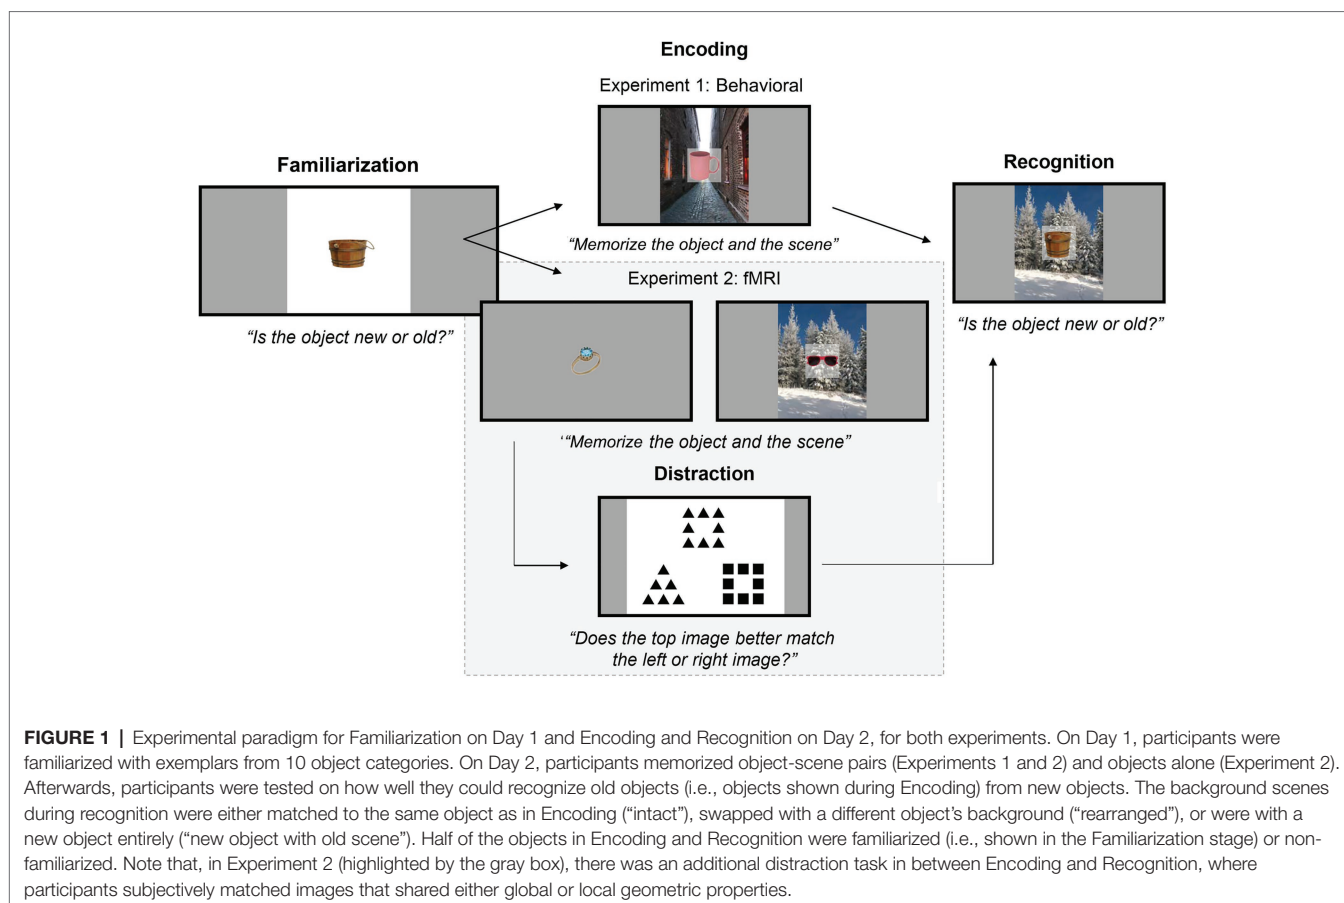 Encoding
Experiment 1: Behavioral
Familiarization
Recognition
“Memorize the object and the scene”
Experiment 2: fMRI
“Is the object new or old?”
“Is the object new or old?”
‘“Memorize the object and the scene”
Distraction
“Does the top image better match
the left or right image?”
FIGURE 1 | Experimental paradigm for Familiarization on Day 1 and Encoding and Recognition on Day 2, for both experiments. On Day 1, participants were
familiarized with exemplars from 10 object categories. On Day 2, participants memorized object-scene pairs (Experiments 1 and 2) and objects alone (Experiment 2).
Afterwards, participants were tested on how well they could recognize old objects (i.e., objects shown during Encoding) from new objects. The background scenes
during recognition were either matched to the same object as in Encoding (“intact”), swapped with a different object’s background (“rearranged”), or were with a
new object entirely (“new object with old scene”). Half of the objects in Encoding and Recognition were familiarized (i.e., shown in the Familiarization stage) or non-
familiarized. Note that, in Experiment 2 (highlighted by the gray box), there was an additional distraction task in between Encoding and Recognition, where
participants subjectively matched images that shared either global or local geometric properties.